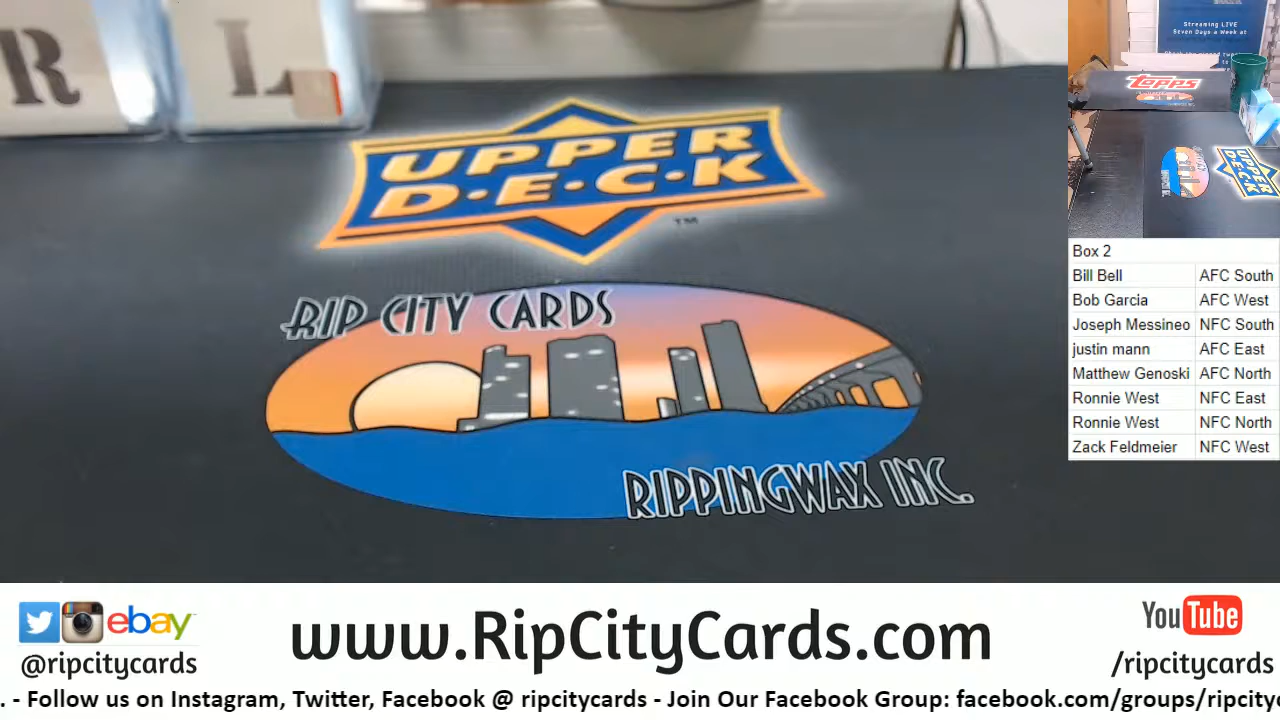 R
L
UPPER
D·E·C·K
™
RIP CITY CARDS
RIPPINGWAX INC.
Streaming LIVE
Seven Days a Week at
topps
UPPER
DECK
Box 2
Bill Bell AFC South
Bob Garcia AFC West
Joseph Messineo NFC South
justin mann AFC East
Matthew Genoski AFC North
Ronnie West NFC East
Ronnie West NFC North
Zack Feldmeier NFC West
ebay
@ripcitycards
www.RipCityCards.com
YouTube
/ripcitycards
. - Follow us on Instagram, Twitter, Facebook @ ripcitycards - Join Our Facebook Group: facebook.com/groups/ripcity